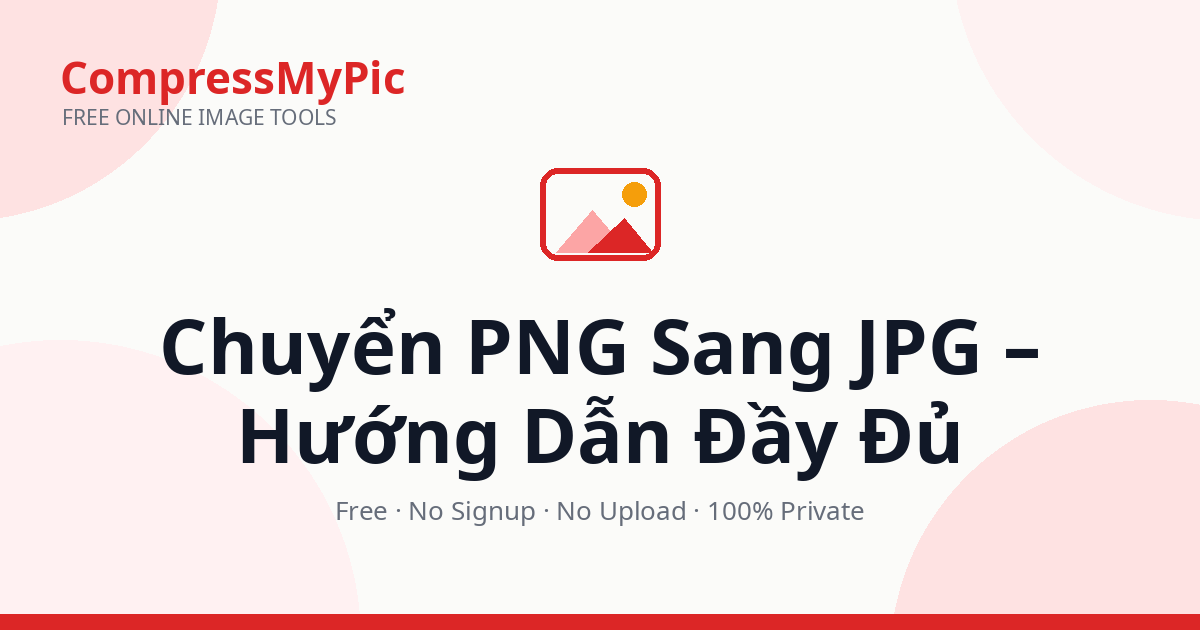 CompressMyPic
FREE ONLINE IMAGE TOOLS
Chuyển PNG Sang JPG –
Hướng Dẫn Đầy Đủ
Free · No Signup · No Upload · 100% Private